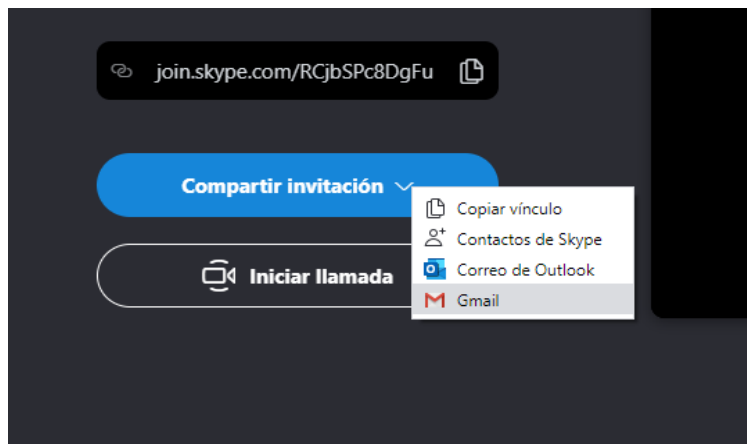 join.skype.com/RCjbSPc8DgFu
Compartir invitación
Copiar vínculo
Contactos de Skype
Correo de Outlook
Gmail
Iniciar llamada